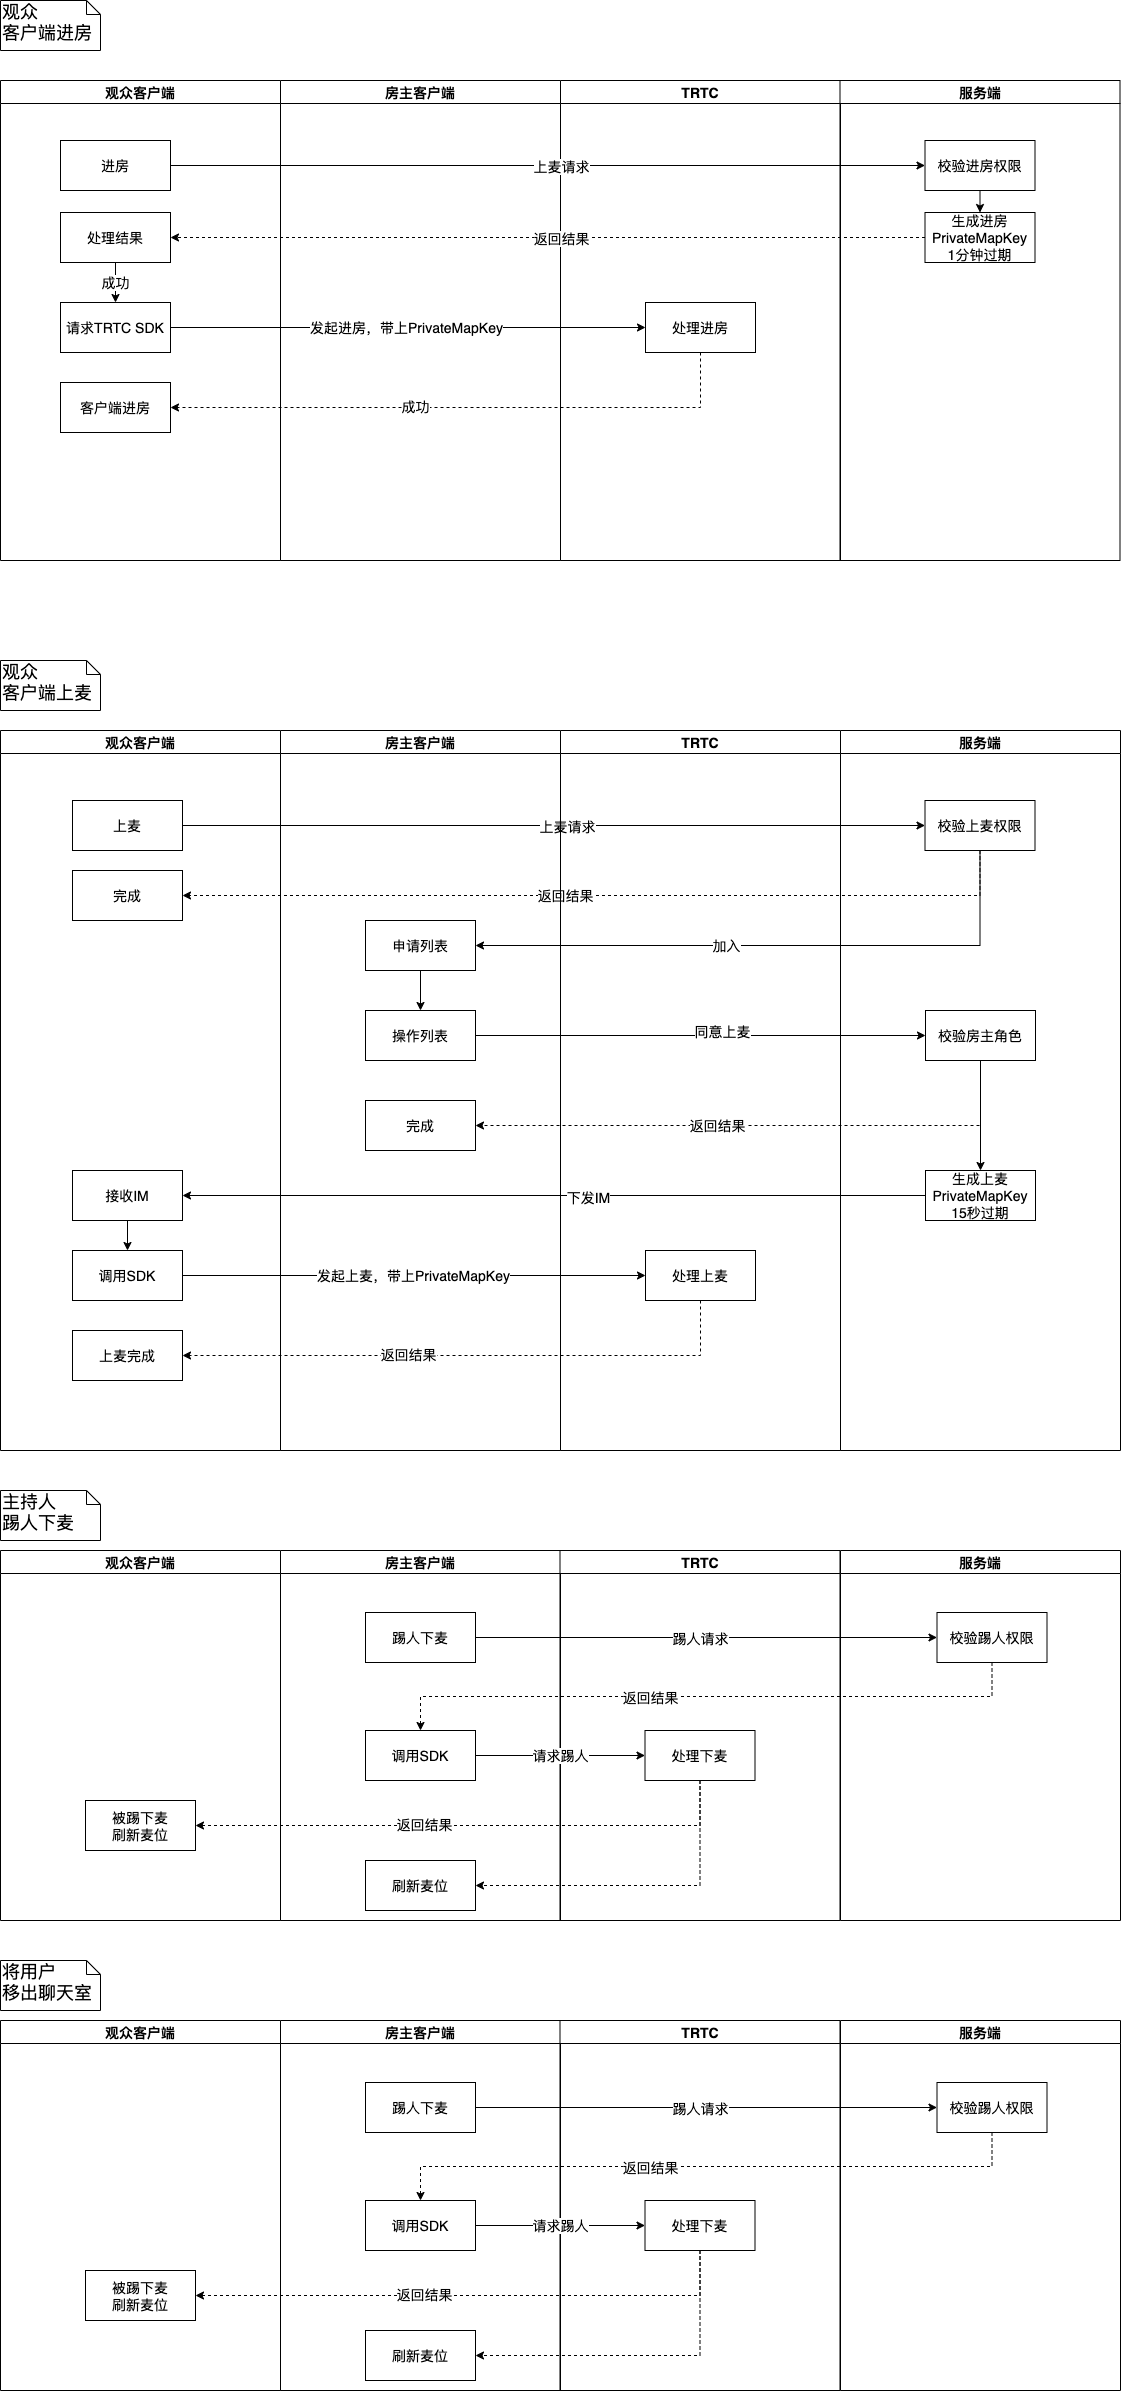 观众
客户端进房
观众客户端
房主客户端
TRTC
服务端
进房
上麦请求
校验进房权限
处理结果
返回结果
生成进房
PrivateMapKey
1分钟过期
成功
请求TRTC SDK
发起进房，带上PrivateMapKey
处理进房
客户端进房
成功
观众
客户端上麦
观众客户端
房主客户端
TRTC
服务端
上麦
上麦请求
校验上麦权限
完成
返回结果
申请列表
加入
操作列表
同意上麦
校验房主角色
完成
返回结果
接收IM
下发IM
生成上麦
PrivateMapKey
15秒过期
调用SDK
发起上麦，带上PrivateMapKey
处理上麦
上麦完成
返回结果
主持人
踢人下麦
观众客户端
房主客户端
TRTC
服务端
踢人下麦
踢人请求
校验踢人权限
返回结果
调用SDK
请求踢人
处理下麦
被踢下麦
刷新麦位
返回结果
刷新麦位
将用户
移出聊天室
观众客户端
房主客户端
TRTC
服务端
踢人下麦
踢人请求
校验踢人权限
返回结果
调用SDK
请求踢人
处理下麦
被踢下麦
刷新麦位
返回结果
刷新麦位